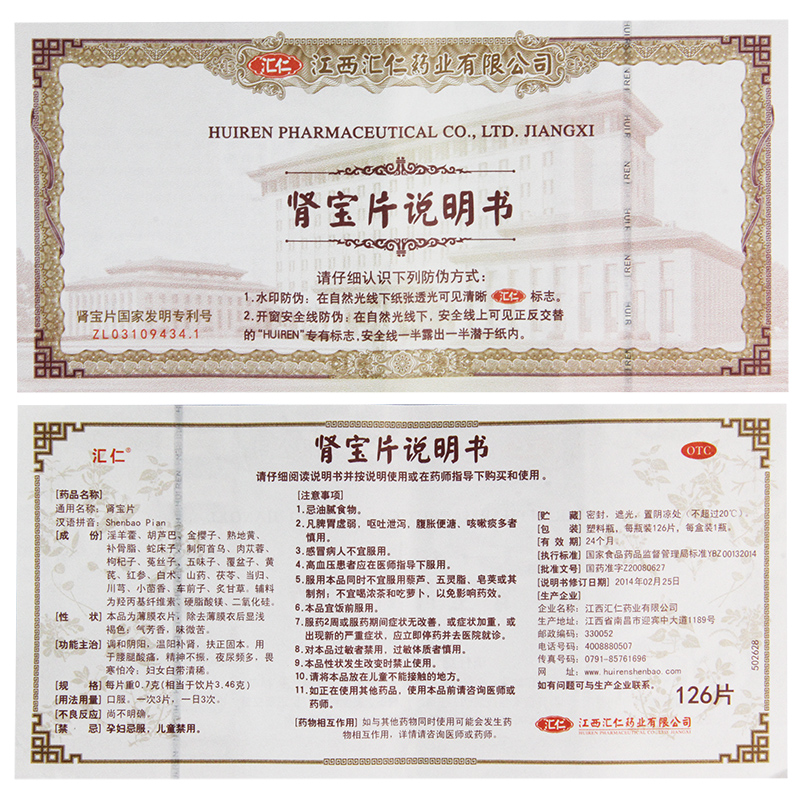 汇仁 江西汇仁药业有限公司
HUIREN PHARMACEUTICAL CO., LTD. JIANGXI
肾宝片说明书
请仔细认识下列防伪方式:
1.水印防伪: 在自然光线下纸张透光可见清晰 汇仁 标志。
2.开窗安全线防伪: 在自然光线下, 安全线上可见正反交替
的"HUIREN"专有标志,安全线一半露出一半潜于纸内。
肾宝片国家发明专利号
ZL03109434.1
汇仁®
肾宝片说明书
OTC
请仔细阅读说明书并按说明使用或在药师指导下购买和使用。
[药品名称]
通用名称: 肾宝片
汉语拼音: Shenbao Pian
[成 份] 淫羊藿、胡芦巴、金樱子、熟地黄、
补骨脂、蛇床子、制何首乌、肉苁蓉、
枸杞子、菟丝子、五味子、覆盆子、黄
芪、红参、白术、山药、茯苓、当归、
川芎、小茴香、车前子、炙甘草。辅料
为羟丙基纤维素、硬脂酸镁、二氧化硅。
[性 状] 本品为薄膜衣片, 除去薄膜衣后显浅
褐色; 气芳香, 味微苦。
[功能主治] 调和阴阳, 温阳补肾, 扶正固本。用
于腰腿酸痛, 精神不振, 夜尿频多, 畏
寒怕冷; 妇女白带清稀。
[规 格] 每片重0.7克(相当于饮片3.46克)
[用法用量] 口服。一次3片, 一日3次。
[不良反应] 尚不明确。
[禁 忌] 孕妇忌服, 儿童禁用。
[注意事项]
1.忌油腻食物。
2.凡脾胃虚弱, 呕吐泄泻, 腹胀便溏、咳嗽痰多者
慎用。
3.感冒病人不宜服用。
4.高血压患者应在医师指导下服用。
5.服用本品同时不宜服用藜芦、五灵脂、皂荚或其
制剂; 不宜喝浓茶和吃萝卜, 以免影响药效。
6.本品宜饭前服用。
7.服药2周或服药期间症状无改善, 或症状加重, 或
出现新的严重症状, 应立即停药并去医院就诊。
8.对本品过敏者禁用, 过敏体质者慎用。
9.本品性状发生改变时禁止使用。
10.请将本品放在儿童不能接触的地方。
11.如正在使用其他药品, 使用本品前请咨询医师或
药师。
[药物相互作用] 如与其他药物同时使用可能会发生药
物相互作用, 详情请咨询医师或药师。
[贮 藏] 密封, 遮光, 置阴凉处 (不超过20℃)。
[包 装] 塑料瓶, 每瓶装126片, 每盒装1瓶。
[有 效 期] 24个月
[执行标准] 国家食品药品监督管理局标准YBZ00132014
[批准文号] 国药准字Z20080627
[说明书修订日期] 2014年02月25日
[生产企业]
企业名称: 江西汇仁药业有限公司
生产地址: 江西省南昌市迎宾中大道1189号
邮政编码: 330052
电话号码: 4008880507
传真号码: 0791-85761696
网 址: www.huirenshenbao.com
如有问题可与生产企业联系。
502628
126片
汇仁 江西汇仁药业有限公司
HUIREN PHARMACEUTICAL CO.,LTD.JIANGXI